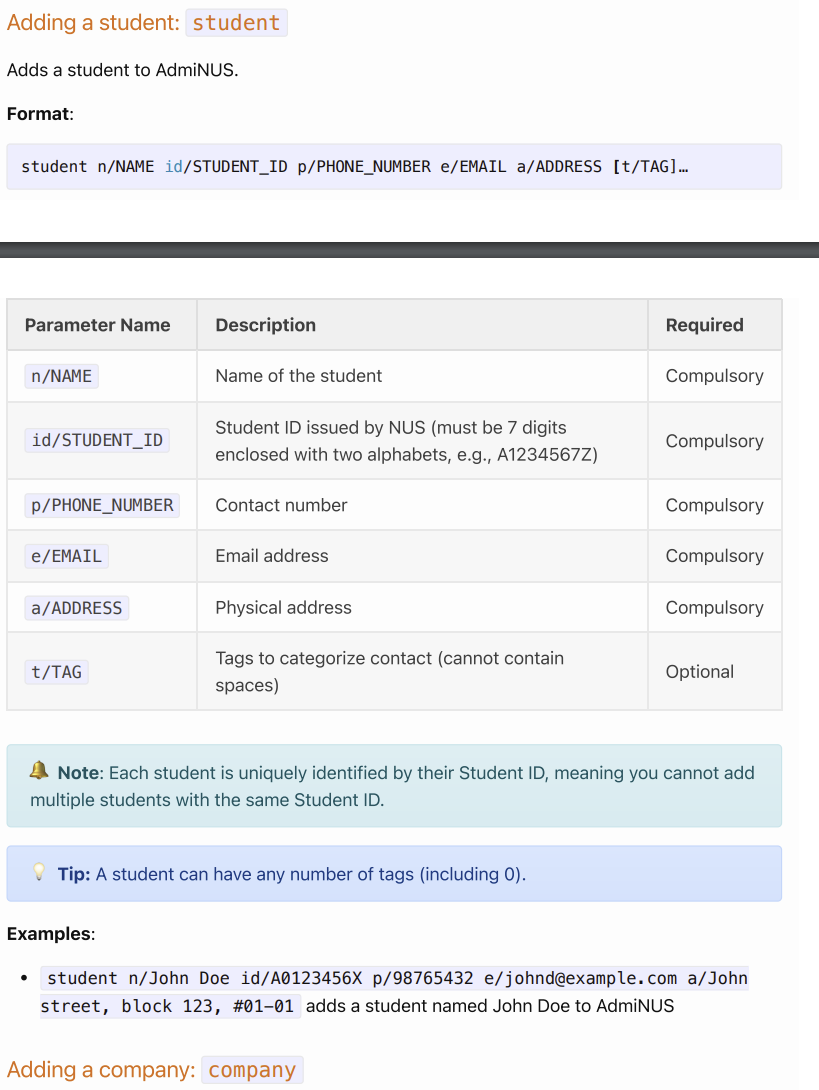 Adding a student: student
Adds a student to AdmiNUS.
Format:
student n/NAME id/STUDENT_ID p/PHONE_NUMBER e/EMAIL a/ADDRESS [t/TAG]…
Parameter Name Description Required
n/NAME Name of the student Compulsory
id/STUDENT_ID Student ID issued by NUS (must be 7 digits enclosed with two alphabets, e.g., A1234567Z) Compulsory
p/PHONE_NUMBER Contact number Compulsory
e/EMAIL Email address Compulsory
a/ADDRESS Physical address Compulsory
t/TAG Tags to categorize contact (cannot contain spaces) Optional
Note: Each student is uniquely identified by their Student ID, meaning you cannot add
multiple students with the same Student ID.
Tip: A student can have any number of tags (including 0).
Examples:
• student n/John Doe id/A0123456X p/98765432 e/johnd@example.com a/John
street, block 123, #01-01 adds a student named John Doe to AdmiNUS
Adding a company: company